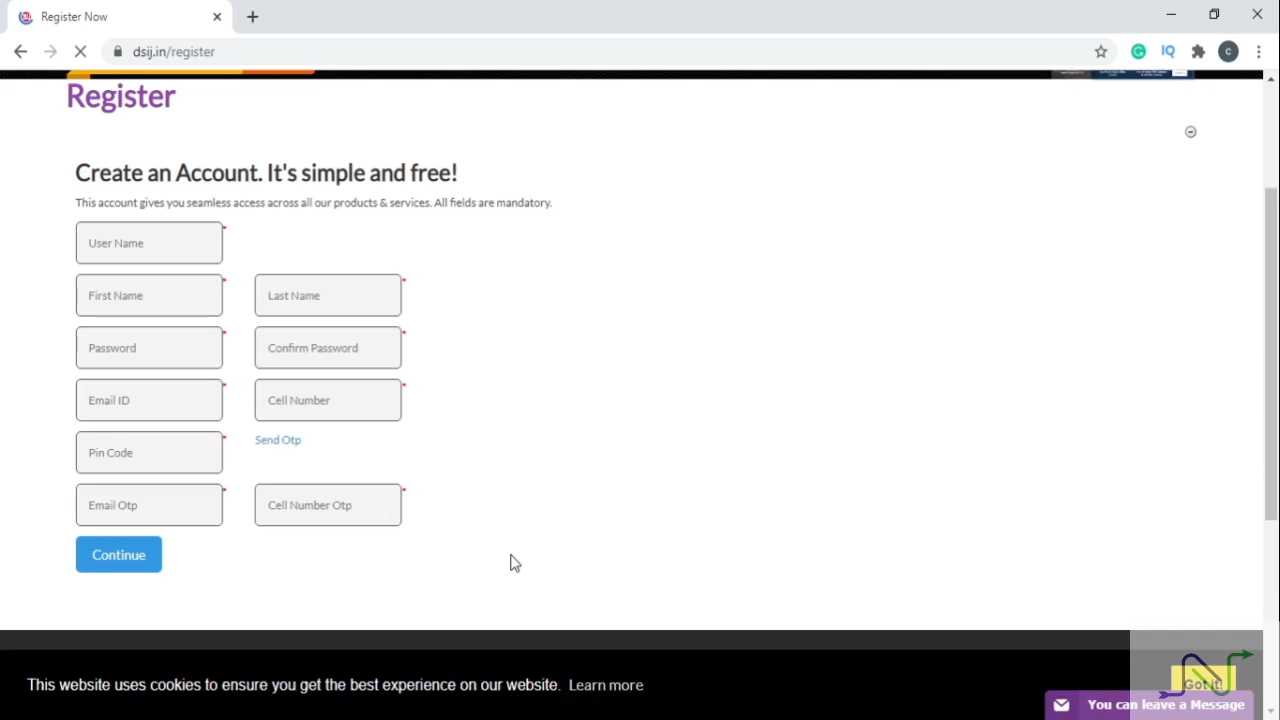 Register Now
dsij.in/register
IQ
c
Register
Create an Account. It's simple and free!
This account gives you seamless access across all our products & services. All fields are mandatory.
User Name *
First Name * Last Name *
Password * Confirm Password *
Email ID * Cell Number *
Pin Code * Send Otp
Email Otp * Cell Number Otp *
Continue
This website uses cookies to ensure you get the best experience on our website. Learn more
Got it!
You can leave a Message